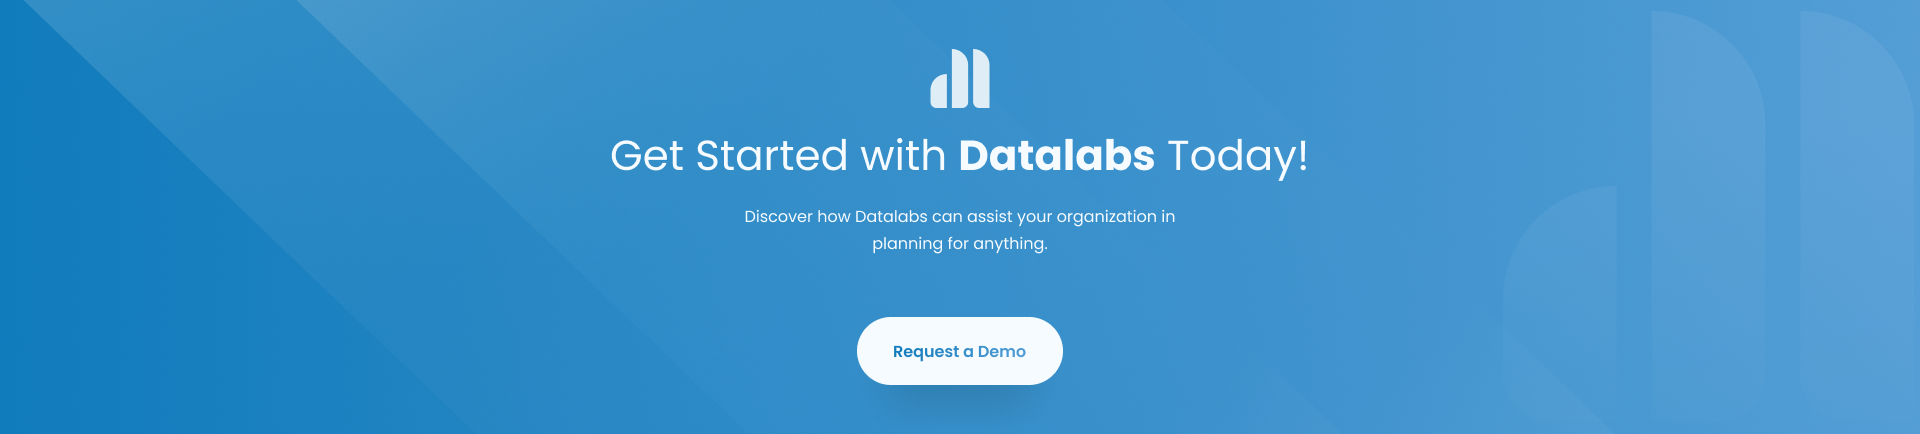 Get Started with Datalabs Today!
Discover how Datalabs can assist your organization in
planning for anything.
Request a Demo